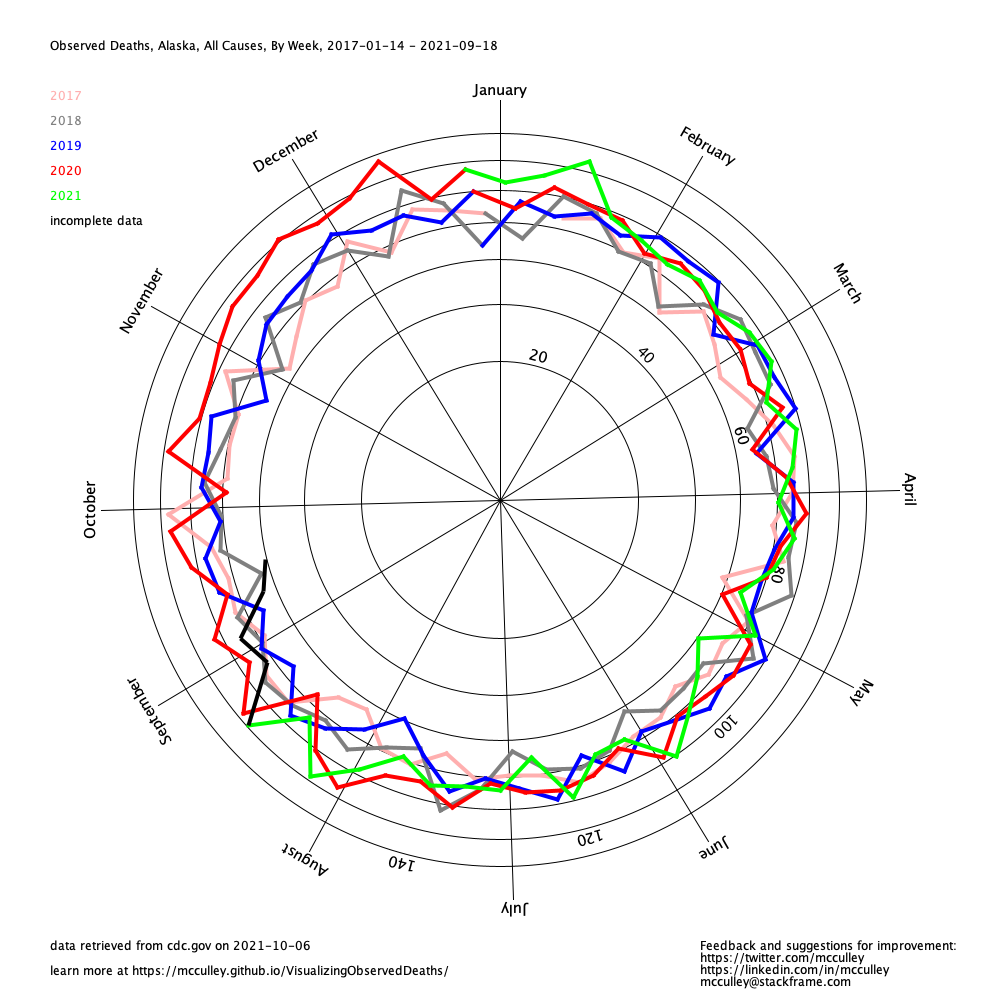 Observed Deaths, Alaska, All Causes, By Week, 2017-01-14 - 2021-09-18
2017
2018
2019
2020
2021
incomplete data
January
February
March
April
May
June
July
August
September
October
November
December
20
40
60
80
100
120
140
data retrieved from cdc.gov on 2021-10-06
learn more at https://mcculley.github.io/VisualizingObservedDeaths/
Feedback and suggestions for improvement:
https://twitter.com/mcculley
https://linkedin.com/in/mcculley
mcculley@stackframe.com